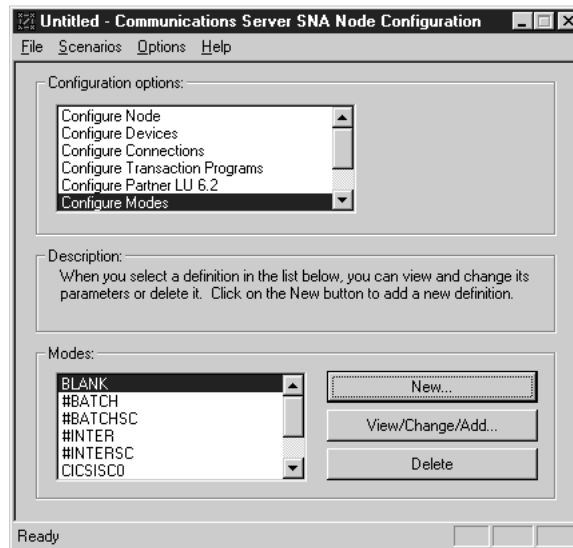 Untitled - Communications Server SNA Node Configuration
File Scenarios Options Help
Configuration options:
Configure Node
Configure Devices
Configure Connections
Configure Transaction Programs
Configure Partner LU 6.2
Configure Modes
Description:
When you select a definition in the list below, you can view and change its
parameters or delete it. Click on the New button to add a new definition.
Modes:
BLANK
#BATCH
#BATCHSC
#INTER
#INTERSC
CICSISC0
New...
View/Change/Add...
Delete
Ready